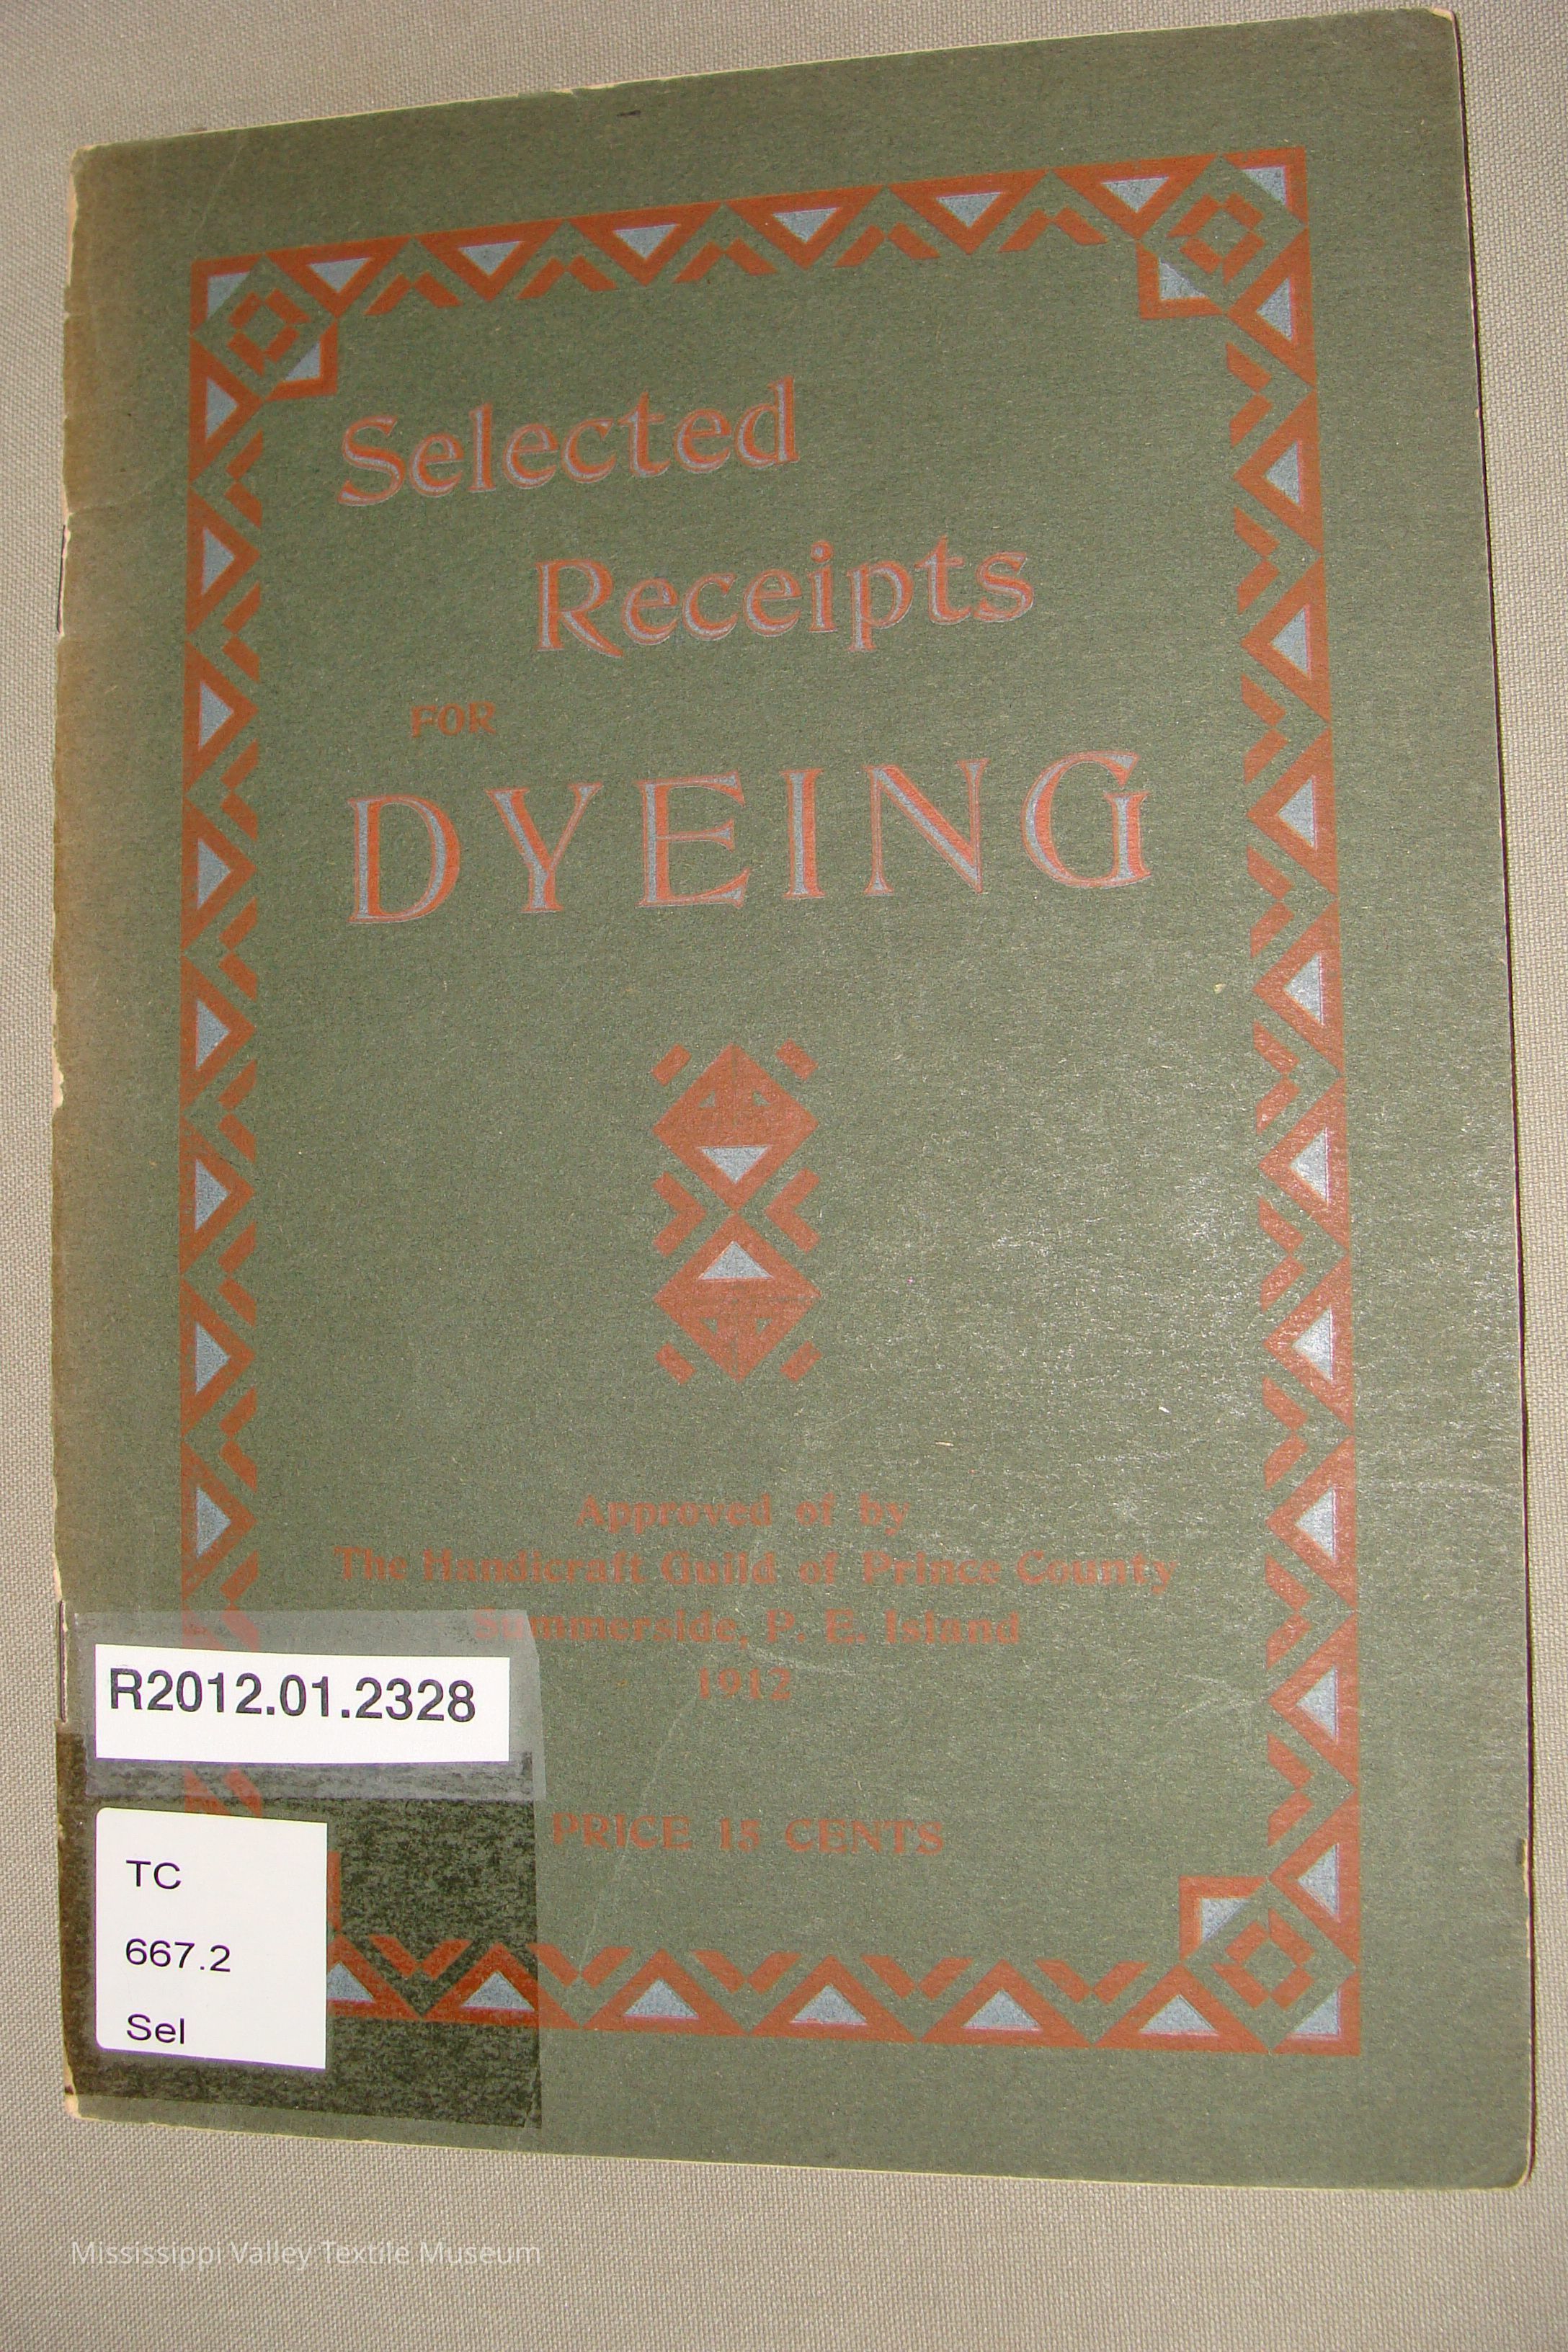 Selected
Receipts
FOR
DYEING
Approved of by
The Handicraft Guild of Prince County
Summerside, P. E. Island
1912
PRICE 15 CENTS
R2012.01.2328
TC
667.2
Sel
Mississippi Valley Textile Museum